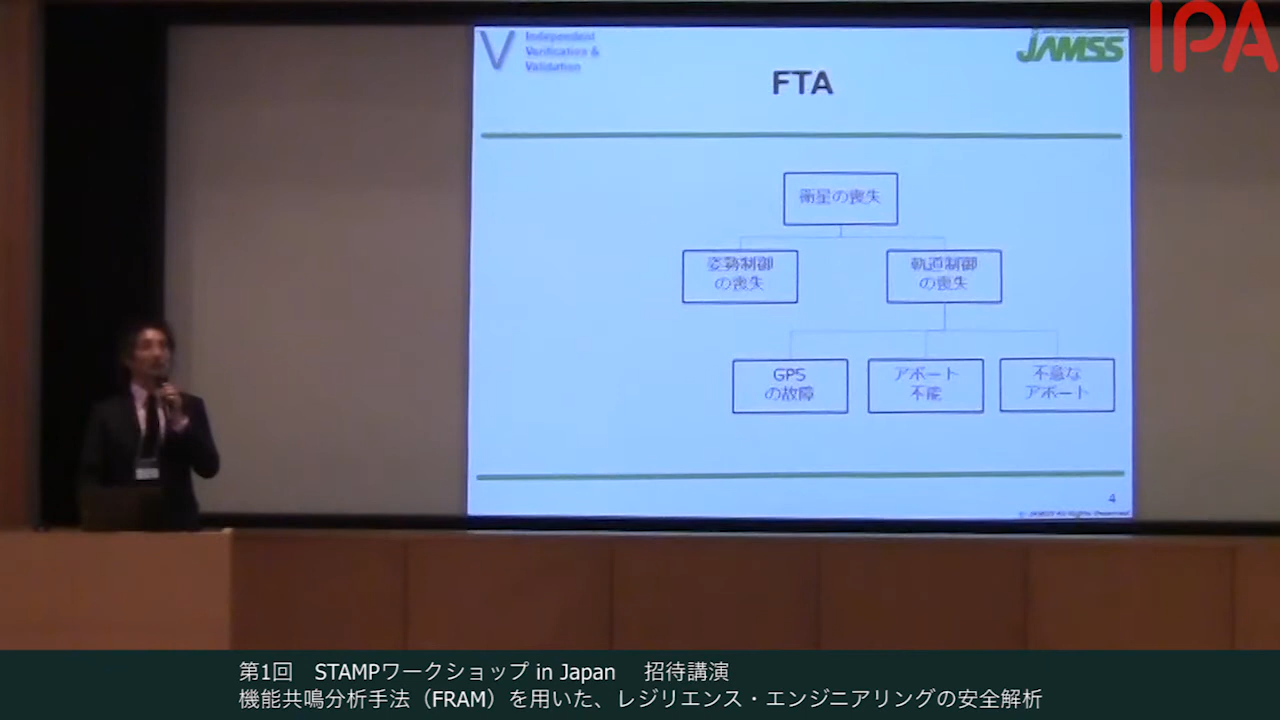 Independent
Verification &
Validation
JAMSS
IPA
FTA
衛星の喪失
姿勢制御
の喪失
軌道制御
の喪失
GPS
の故障
アボート
不能
不意な
アボート
4
© JAMSS All Rights Reserved
第1回 STAMPワークショップ in Japan 招待講演
機能共鳴分析手法（FRAM）を用いた、レジリエンス・エンジニアリングの安全解析